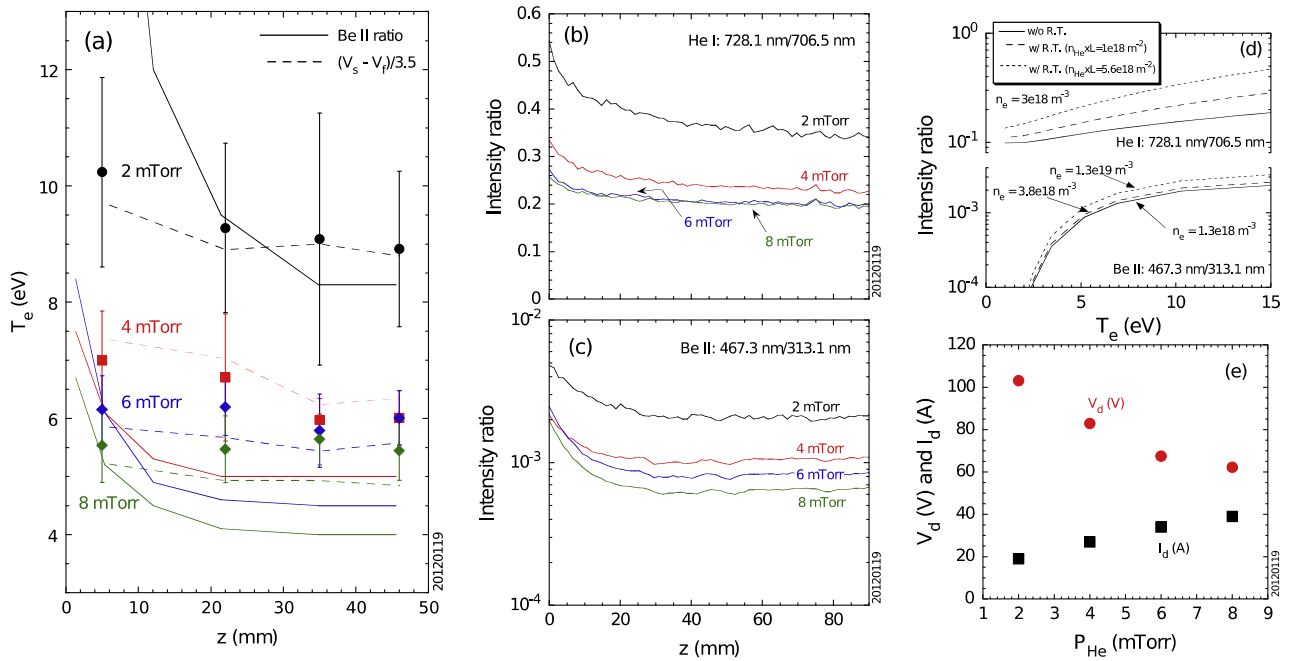 (a)
Be II ratio
(V_s − V_f)/3.5
2 mTorr
4 mTorr
6 mTorr
8 mTorr
12
10
8
6
4
T_e (eV)
0 10 20 30 40 50
z (mm)
20120119
(b)
He I: 728.1 nm/706.5 nm
2 mTorr
4 mTorr
6 mTorr
8 mTorr
0.6
0.5
0.4
0.3
0.2
0.1
0
Intensity ratio
20120119
(c)
Be II: 467.3 nm/313.1 nm
2 mTorr
4 mTorr
6 mTorr
8 mTorr
10^-2
10^-3
10^-4
Intensity ratio
0 20 40 60 80
z (mm)
20120119
w/o R.T.
w/ R.T. (n_He xL=1e18 m^-2)
w/ R.T. (n_He xL=5.6e18 m^-2)
(d)
n_e = 3e18 m^-3
He I: 728.1 nm/706.5 nm
n_e = 1.3e19 m^-3
n_e = 3.8e18 m^-3
n_e = 1.3e18 m^-3
Be II: 467.3 nm/313.1 nm
10^0
10^-1
10^-3
10^-4
Intensity ratio
0 5 10 15
T_e (eV)
(e)
V_d (V)
I_d (A)
120
100
80
60
40
20
0
V_d (V) and I_d (A)
1 2 3 4 5 6 7 8 9
P_He (mTorr)
20120119